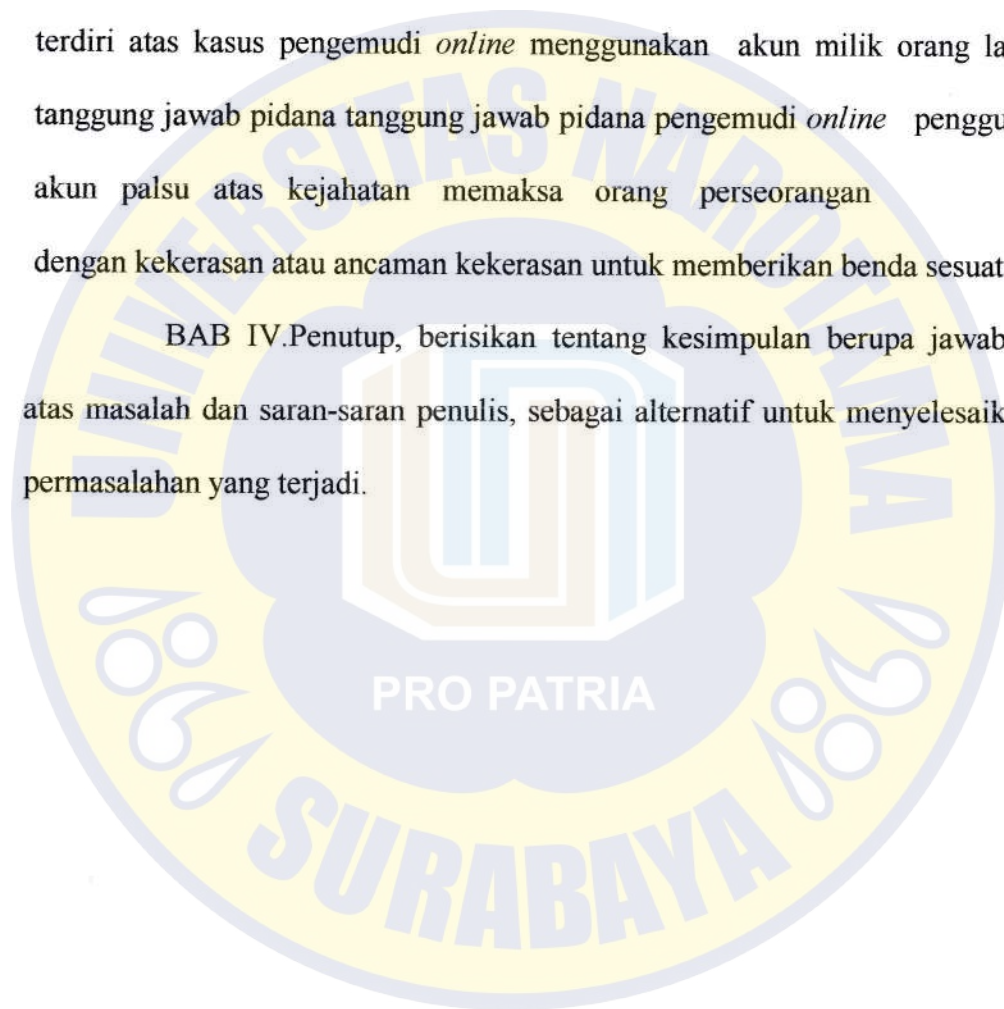 terdiri atas kasus pengemudi online menggunakan akun milik orang la
tanggung jawab pidana tanggung jawab pidana pengemudi online penggu
akun palsu atas kejahatan memaksa orang perseorangan
dengan kekerasan atau ancaman kekerasan untuk memberikan benda sesuat
BAB IV.Penutup, berisikan tentang kesimpulan berupa jawab
atas masalah dan saran-saran penulis, sebagai alternatif untuk menyelesaik
permasalahan yang terjadi.
UNIVERSITAS NAROTAMA
PRO PATRIA
1981
SURABAYA